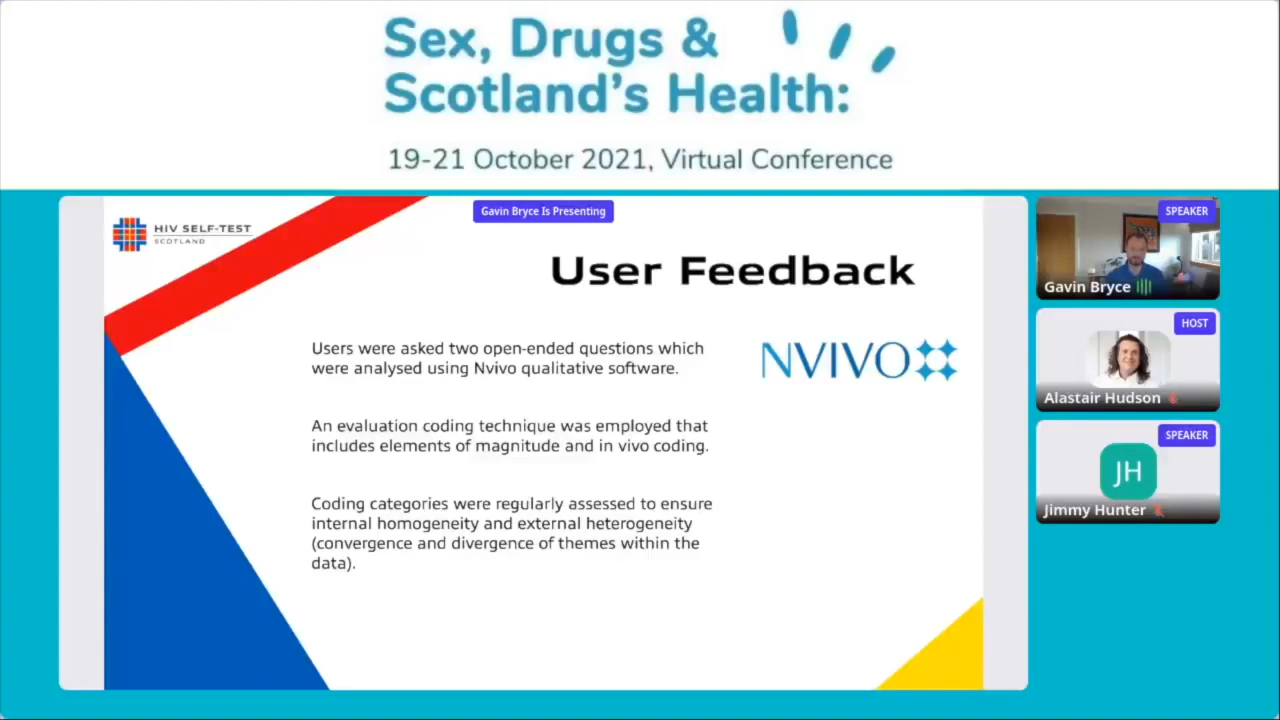 Sex, Drugs &
Scotland's Health:
19-21 October 2021, Virtual Conference
Gavin Bryce Is Presenting
HIV SELF-TEST
SCOTLAND
User Feedback
Users were asked two open-ended questions which
were analysed using Nvivo qualitative software.
NVIVO
An evaluation coding technique was employed that
includes elements of magnitude and in vivo coding.
Coding categories were regularly assessed to ensure
internal homogeneity and external heterogeneity
(convergence and divergence of themes within the
data).
SPEAKER
Gavin Bryce
HOST
Alastair Hudson
SPEAKER
JH
Jimmy Hunter